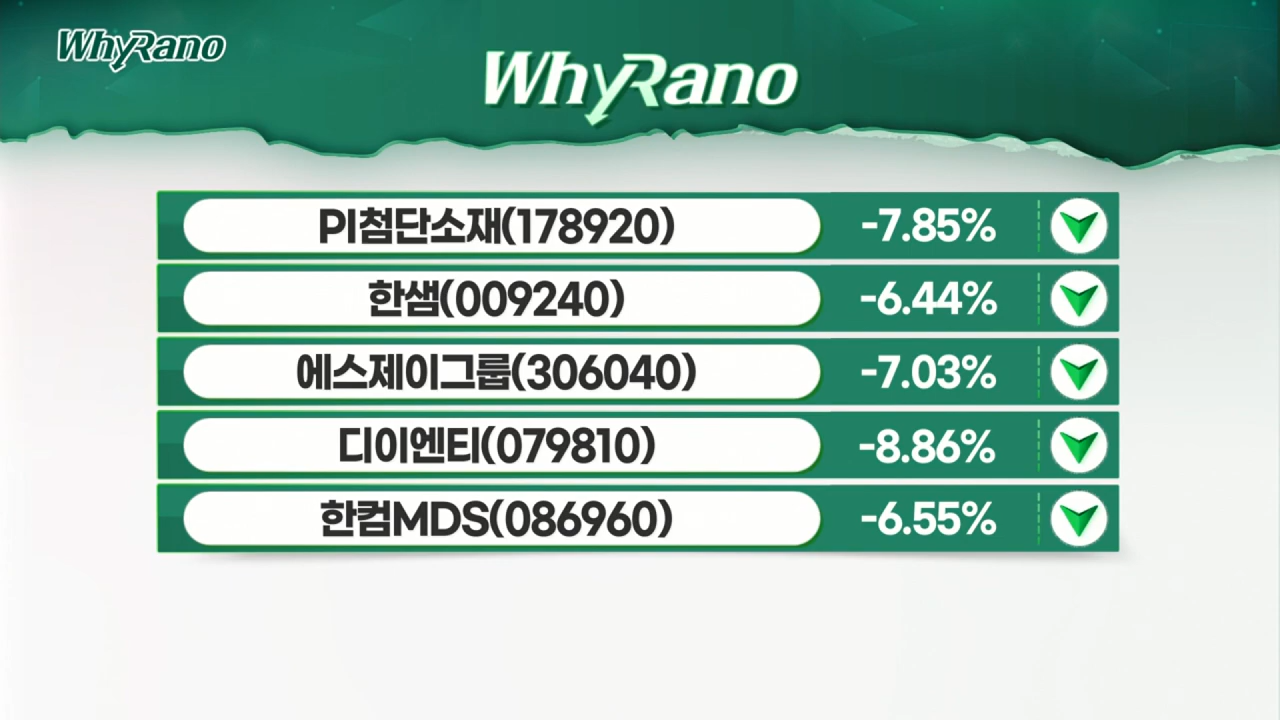 WhyRano
WhyRano
PI첨단소재(178920) -7.85%
한샘(009240) -6.44%
에스제이그룹(306040) -7.03%
디이엔티(079810) -8.86%
한컴MDS(086960) -6.55%